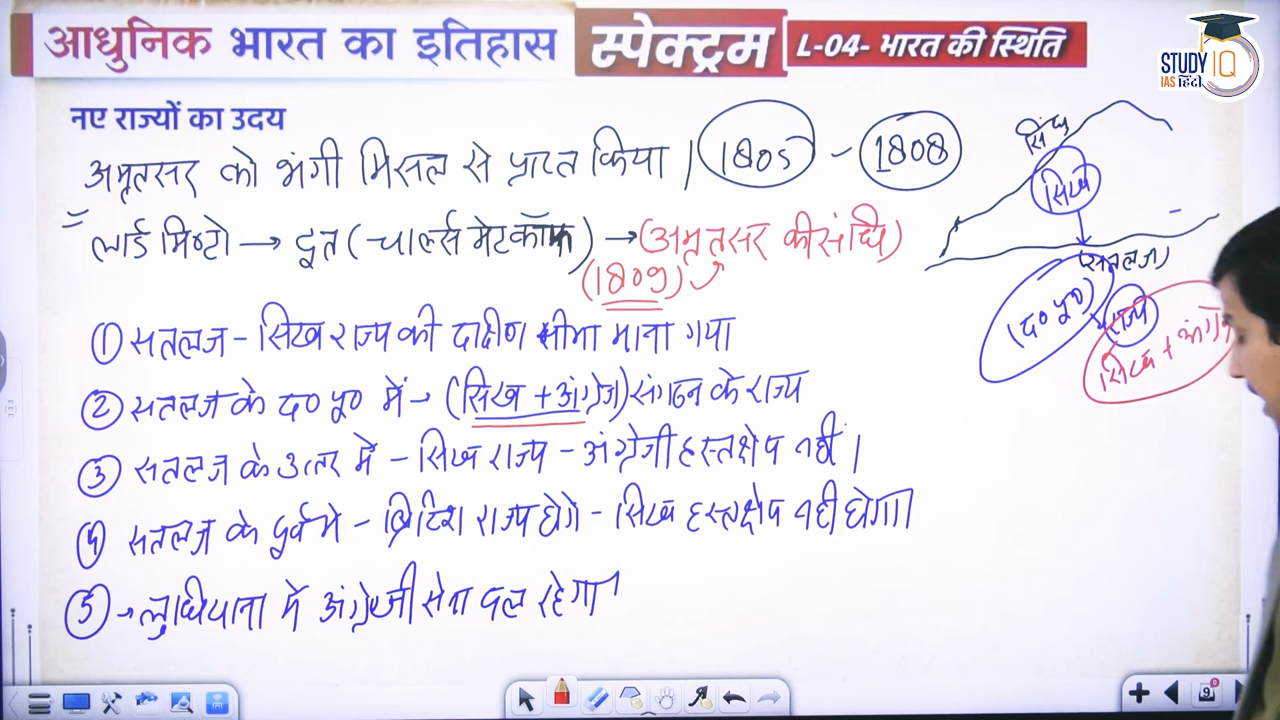 आधुनिक भारत का इतिहास स्पेक्ट्रम L-04- भारत की स्थिति
STUDY IQ
IAS हिंदी
नए राज्यों का उदय
अमृतसर को भंगी मिसल से प्राप्त किया। 1805 - 1808
लार्ड मिण्टो → दूत (चार्ल्स मेटकॉफ) → (अमृतसर की संधि)
(1809)
① सतलज - सिख राज्य की दक्षिण सीमा माना गया
② सतलज के द० पू० में → (सिख + अंग्रेज) संगठन के राज्य
③ सतलज के उत्तर में - सिख राज्य - अंग्रेजी हस्तक्षेप नही।
④ सतलज के पूर्व मे - ब्रिटिश राज्य होगे - सिख हस्तक्षेप नही होगा।
⑤ → लुधियाना में अंग्रेजी सेना दल रहेगा
सिंधु
सिख
सतलज
(द० पू०)
राज्य
सिख +
9